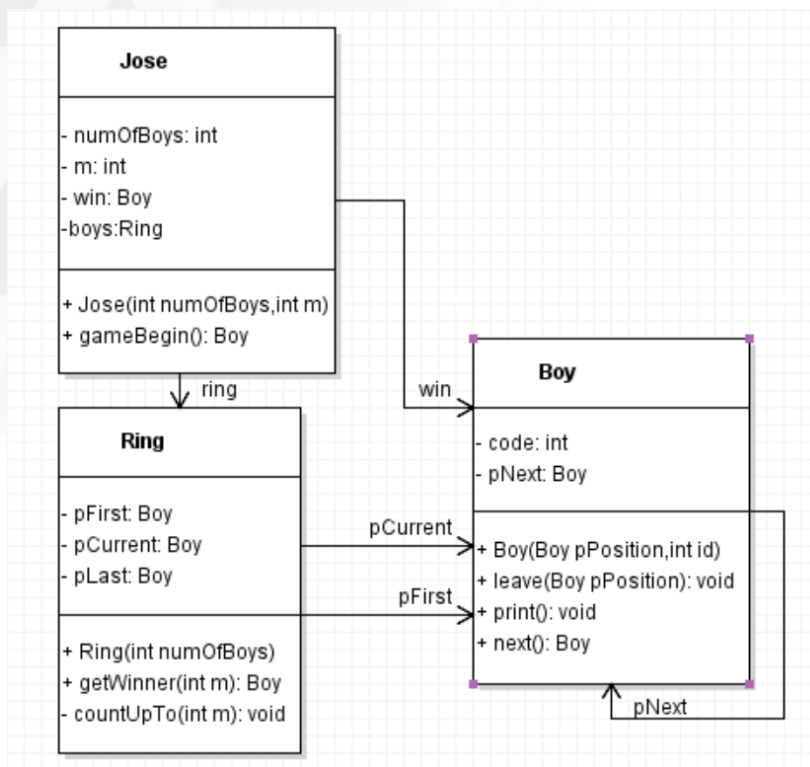 Jose
- numOfBoys: int
- m: int
- win: Boy
-boys:Ring
+ Jose(int numOfBoys,int m)
+ gameBegin(): Boy
ring
win
Ring
- pFirst: Boy
- pCurrent: Boy
- pLast: Boy
+ Ring(int numOfBoys)
+ getWinner(int m): Boy
- countUpTo(int m): void
pCurrent
pFirst
Boy
- code: int
- pNext: Boy
+ Boy(Boy pPosition,int id)
+ leave(Boy pPosition): void
+ print(): void
+ next(): Boy
pNext